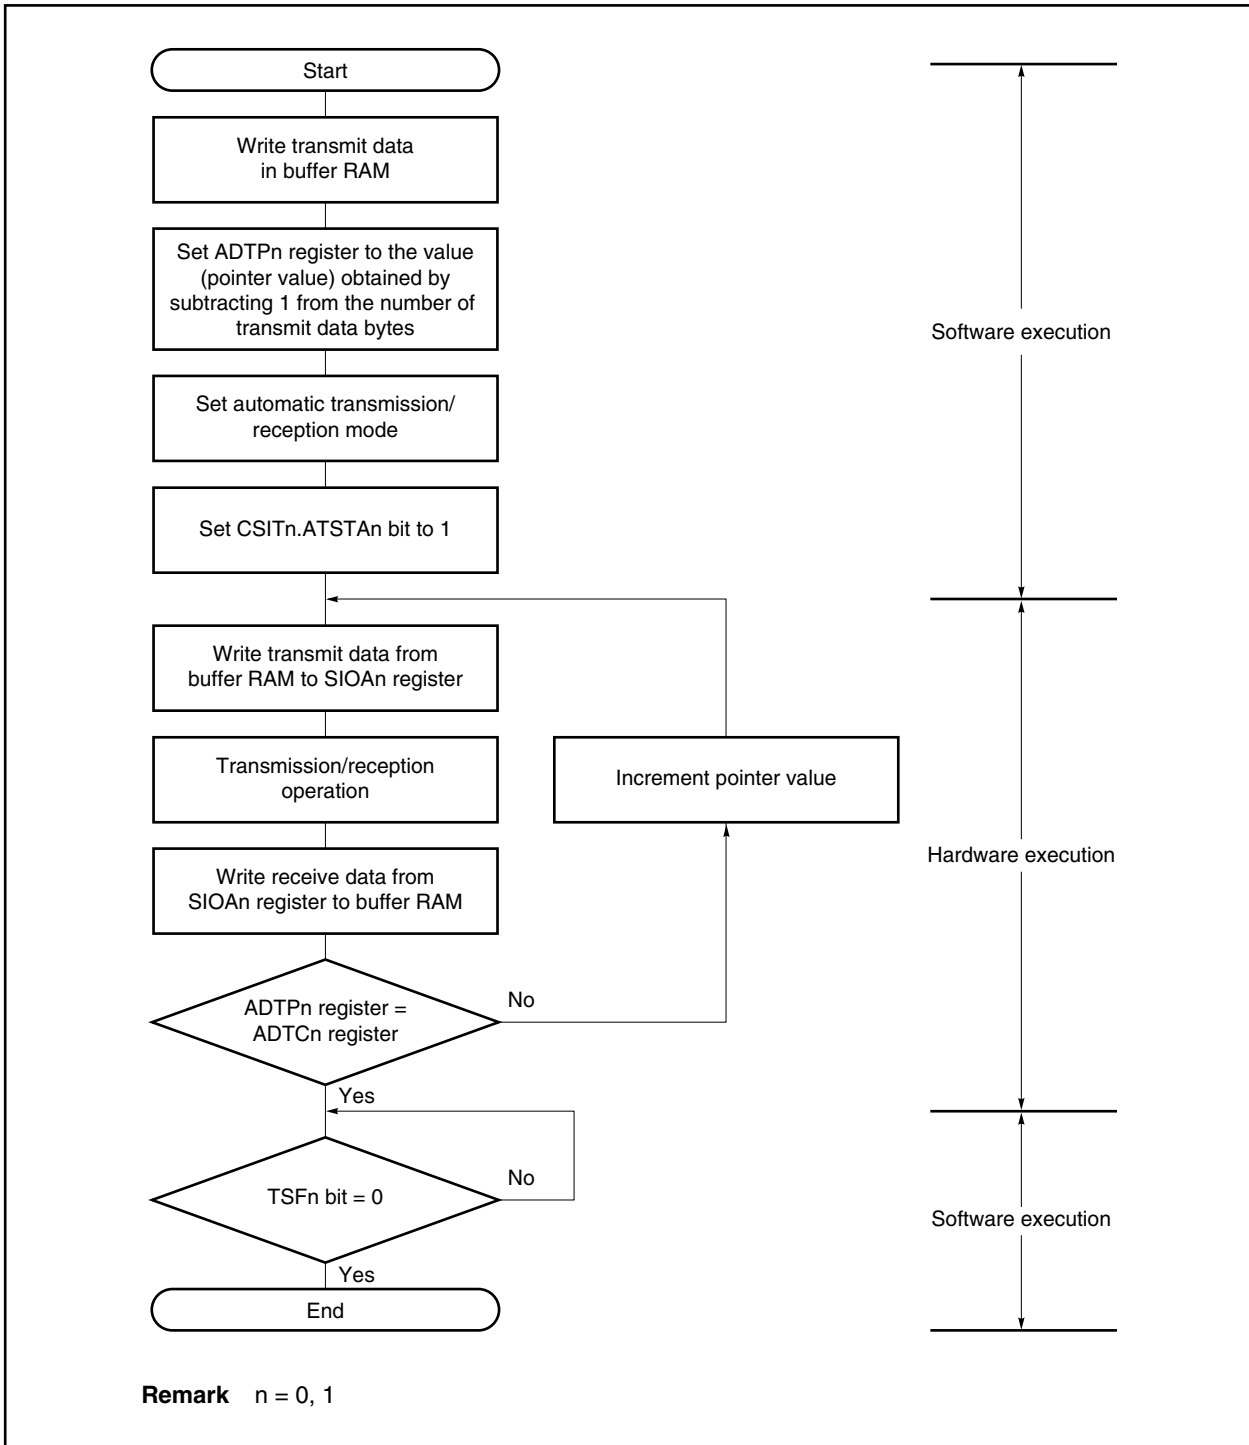 Start
Write transmit data
in buffer RAM
Set ADTPn register to the value
(pointer value) obtained by
subtracting 1 from the number of
transmit data bytes
Software execution
Set automatic transmission/
reception mode
Set CSITn.ATSTAn bit to 1
Write transmit data from
buffer RAM to SIOAn register
Transmission/reception
operation
Increment pointer value
Hardware execution
Write receive data from
SIOAn register to buffer RAM
ADTPn register =
ADTCn register
No
Yes
TSFn bit = 0
No
Software execution
Yes
End
Remark n = 0, 1